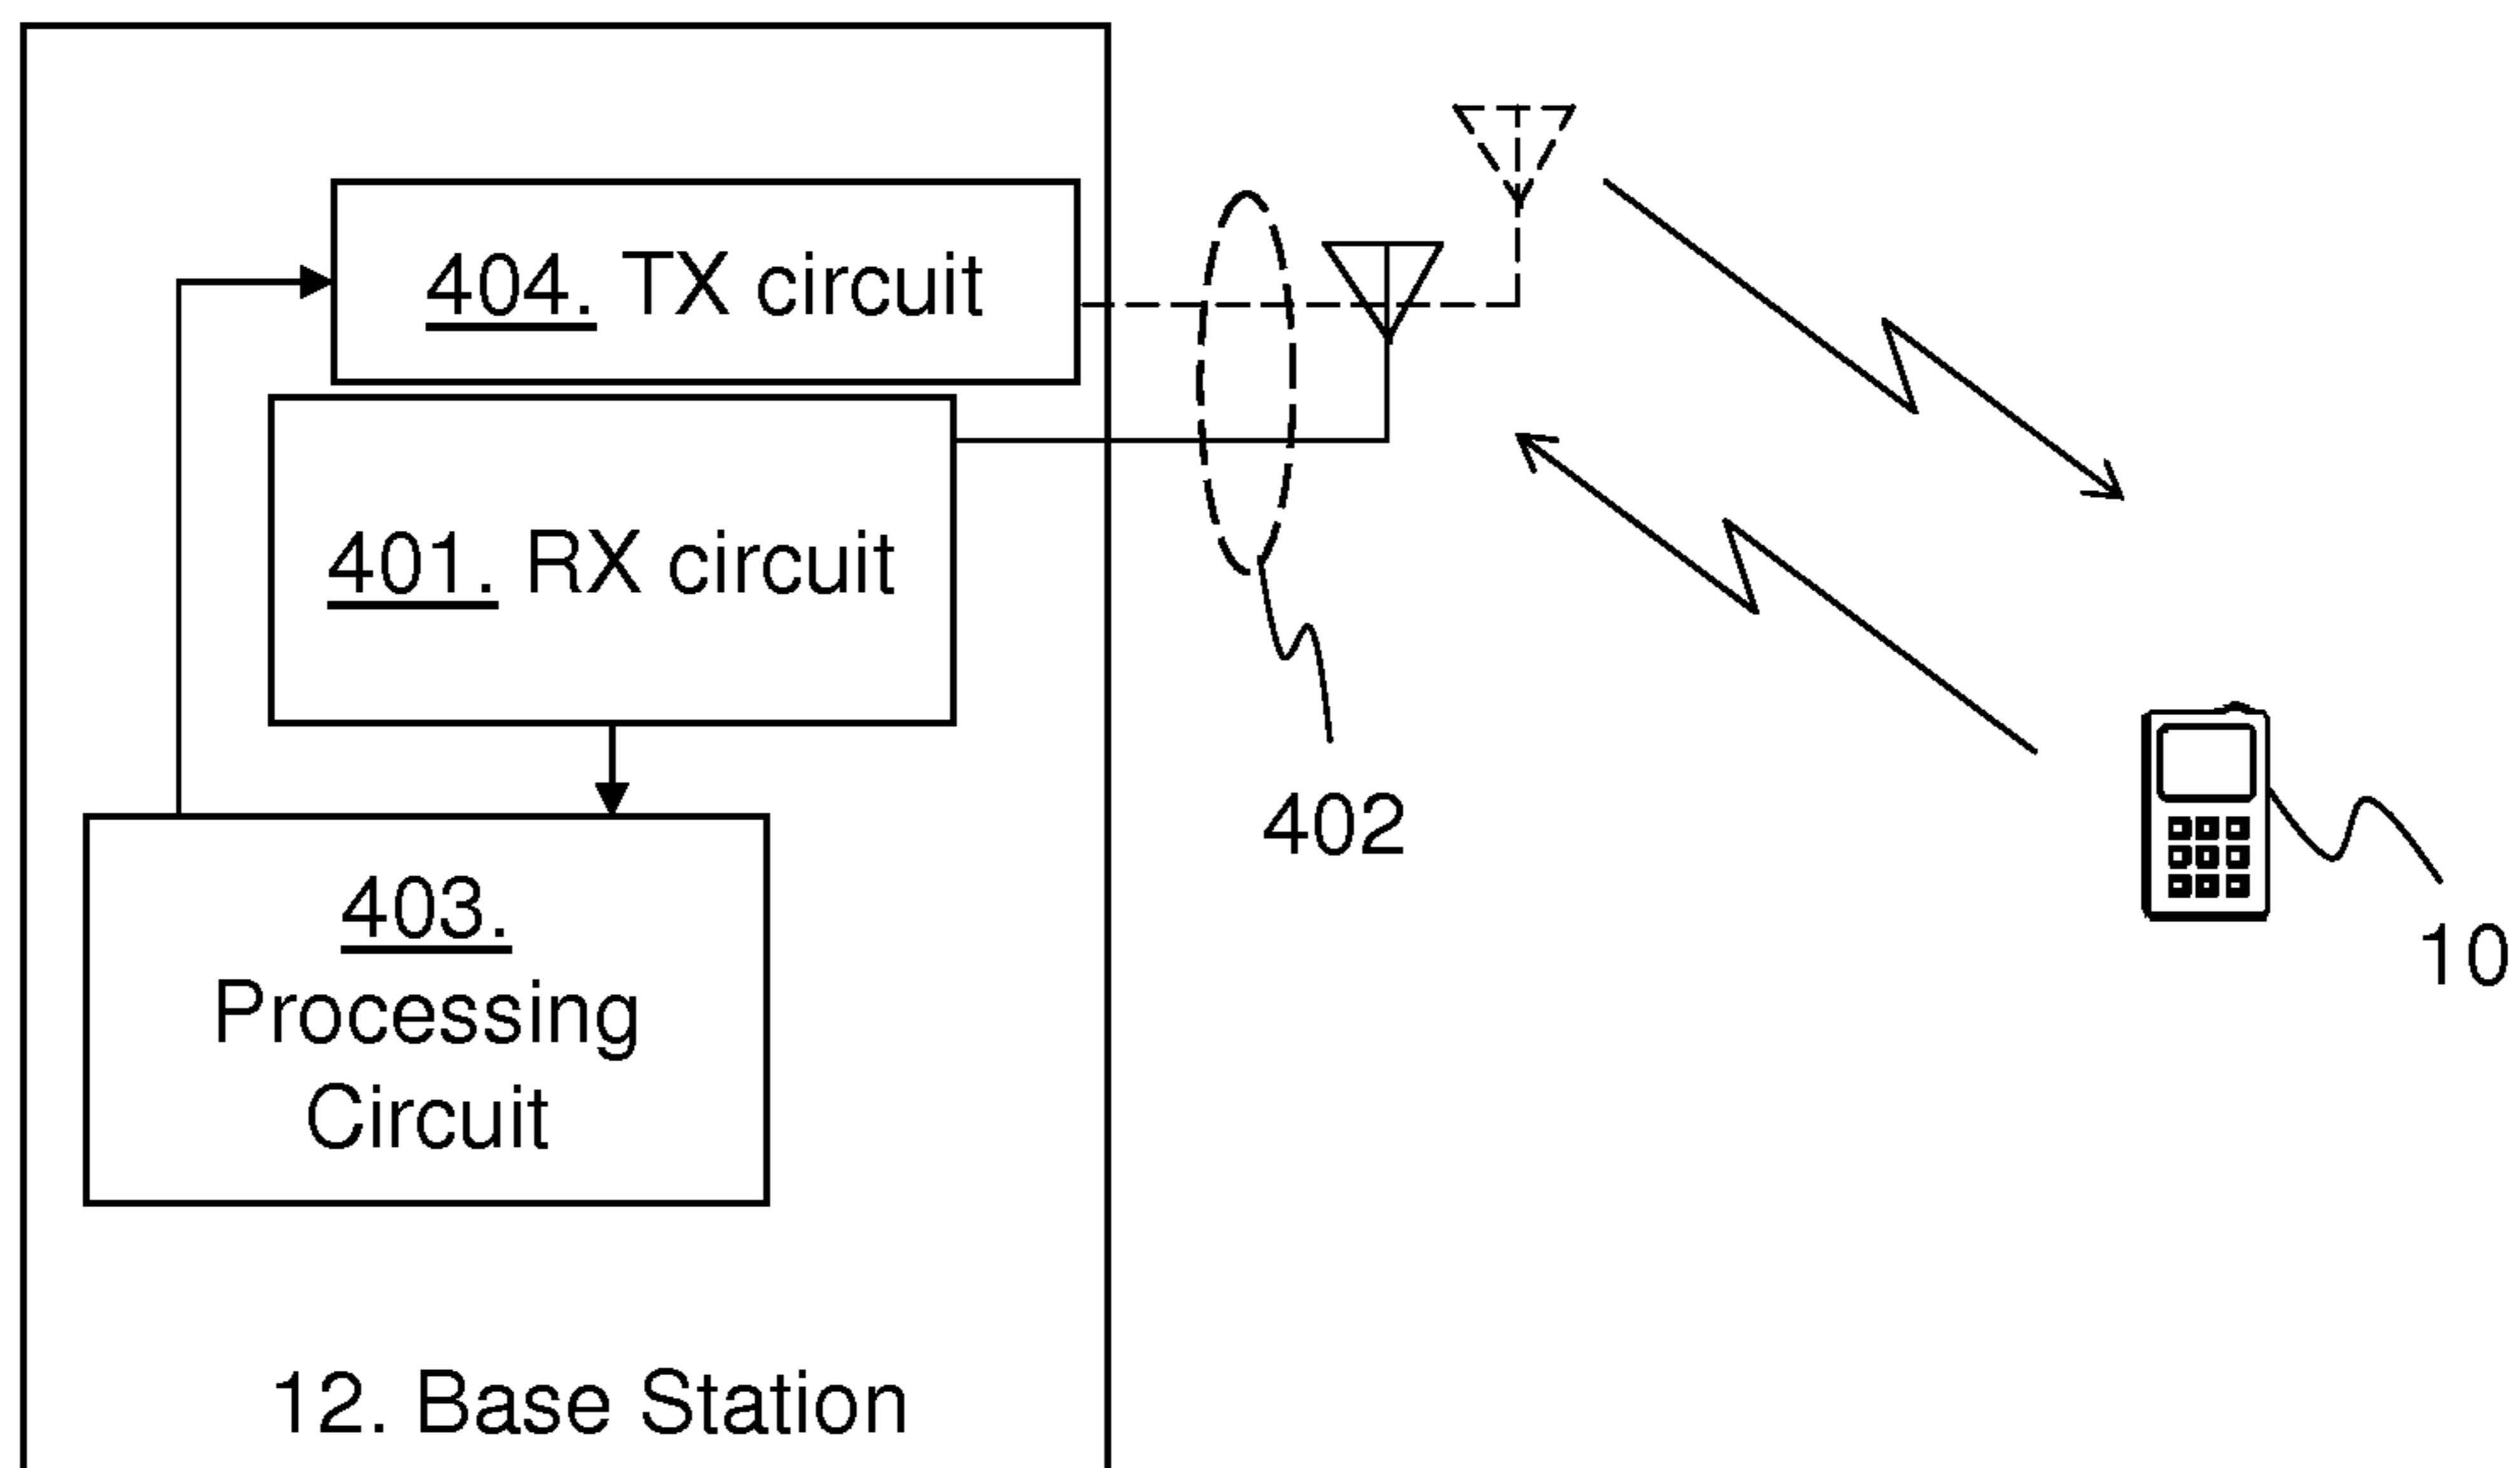 404. TX circuit
401. RX circuit
402
403.
Processing
Circuit
10
12. Base Station